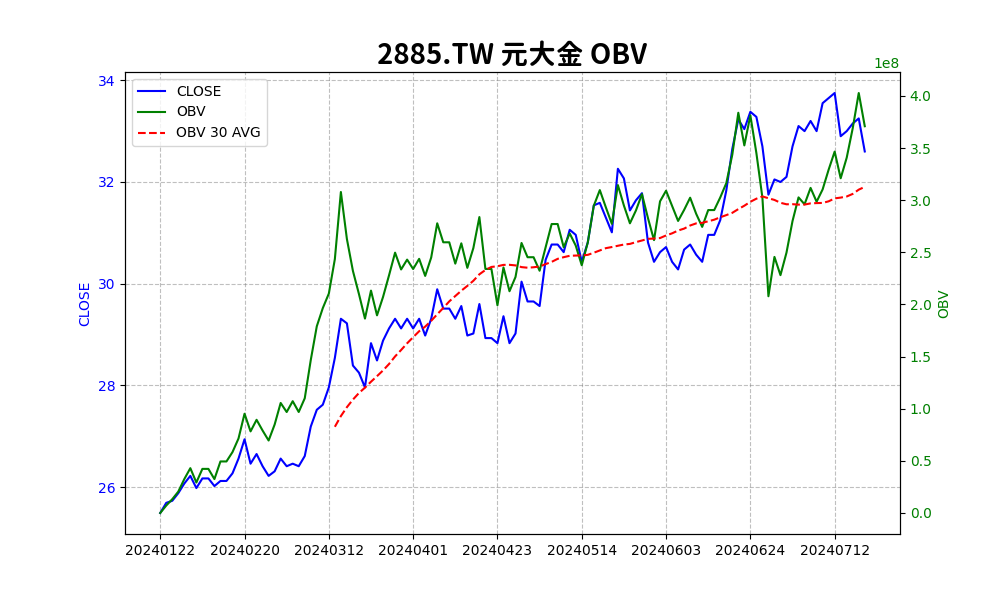 2885.TW 元大金 OBV
1e8
CLOSE
OBV
OBV 30 AVG
34
32
30
28
26
CLOSE
4.0
3.5
3.0
2.5
2.0
1.5
1.0
0.5
0.0
OBV
20240122 20240220 20240312 20240401 20240423 20240514 20240603 20240624 20240712